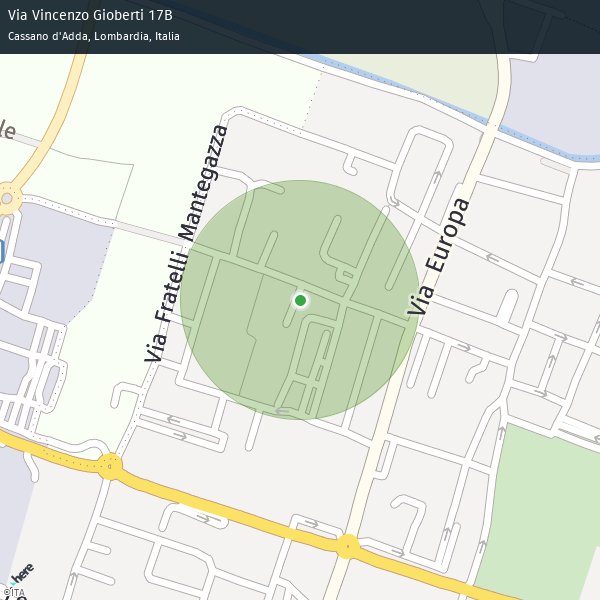 Via Vincenzo Gioberti 17B
Cassano d'Adda, Lombardia, Italia
le
Via Fratelli Mantegazza
Via Europa
here
©ITA